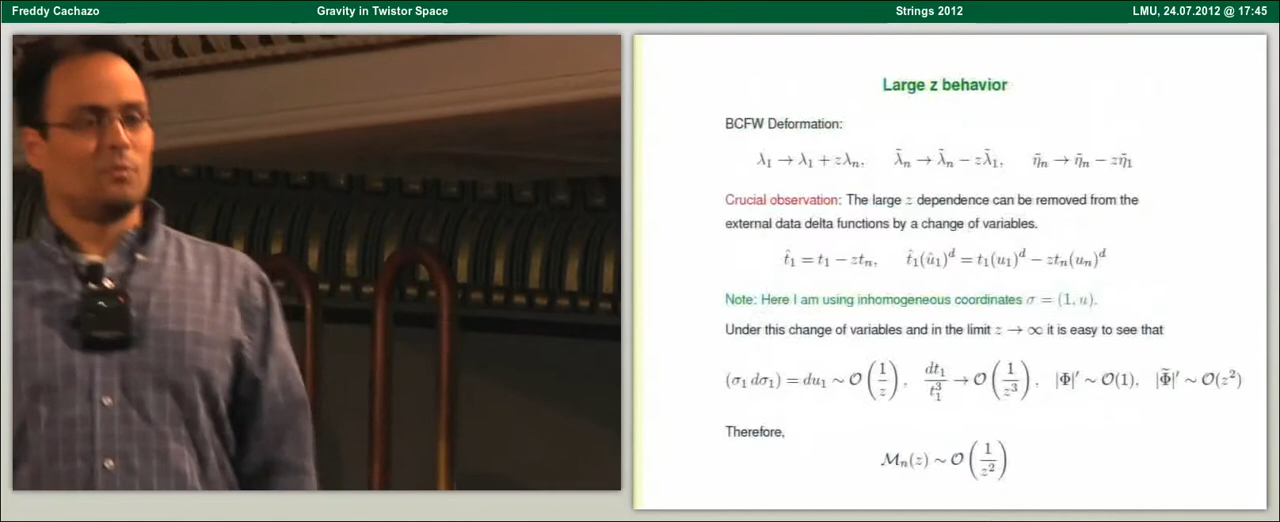 Freddy Cachazo Gravity in Twistor Space Strings 2012 LMU, 24.07.2012 @ 17:45
Large z behavior
BCFW Deformation:
λ₁ → λ₁ + zλₙ, λ̃ₙ → λ̃ₙ − zλ̃₁, η̃ₙ → η̃ₙ − zη̃₁
Crucial observation: The large z dependence can be removed from the
external data delta functions by a change of variables.
t̂₁ = t₁ − ztₙ, t̂₁(û₁)ᵈ = t₁(u₁)ᵈ − ztₙ(uₙ)ᵈ
Note: Here I am using inhomogeneous coordinates σ = (1, u).
Under this change of variables and in the limit z → ∞ it is easy to see that
(σ₁ dσ₁) = du₁ ∼ O(1/z), dt₁/t₁³ → O(1/z³), |Φ|′ ∼ O(1), |Φ̃|′ ∼ O(z²)
Therefore,
Mₙ(z) ∼ O(1/z²)